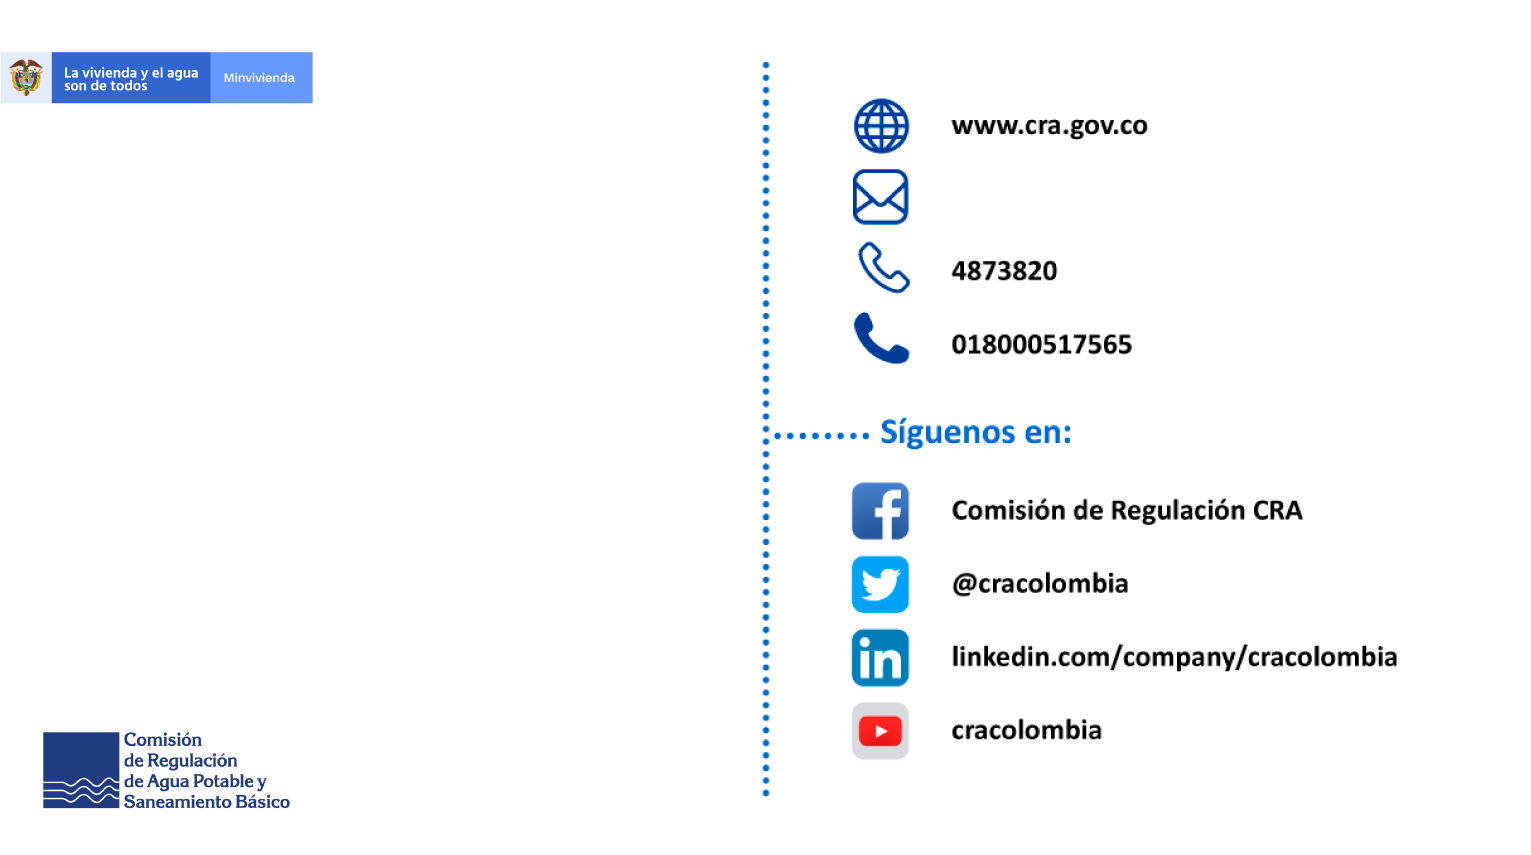 La vivienda y el agua
son de todos
Minvivienda
www.cra.gov.co
4873820
018000517565
Síguenos en:
Comisión de Regulación CRA
@cracolombia
linkedin.com/company/cracolombia
cracolombia
Comisión
de Regulación
de Agua Potable y
Saneamiento Básico